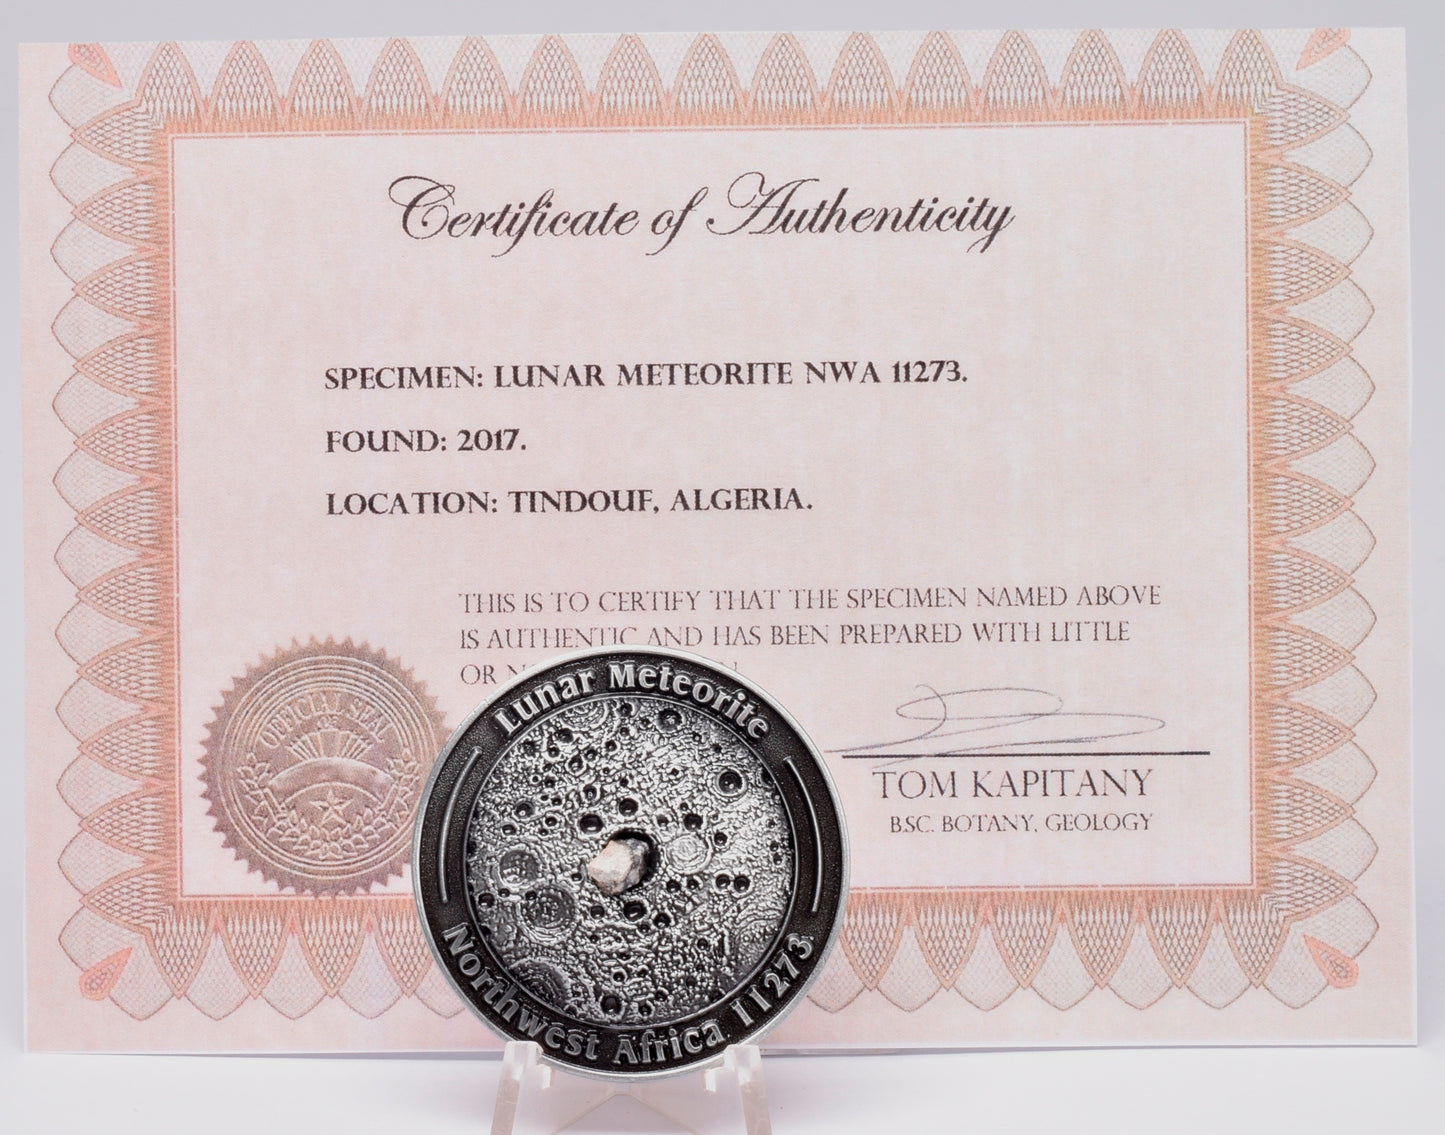 Certificate of Authenticity
SPECIMEN: LUNAR METEORITE NWA 11273.
FOUND: 2017.
LOCATION: TINDOUF, ALGERIA.
THIS IS TO CERTIFY THAT THE SPECIMEN NAMED ABOVE
IS AUTHENTIC AND HAS BEEN PREPARED WITH LITTLE
OR
OFFICIAL SEAL
OF
TOM KAPITANY
BSC. BOTANY, GEOLOGY
Lunar Meteorite
Northwest Africa 11273